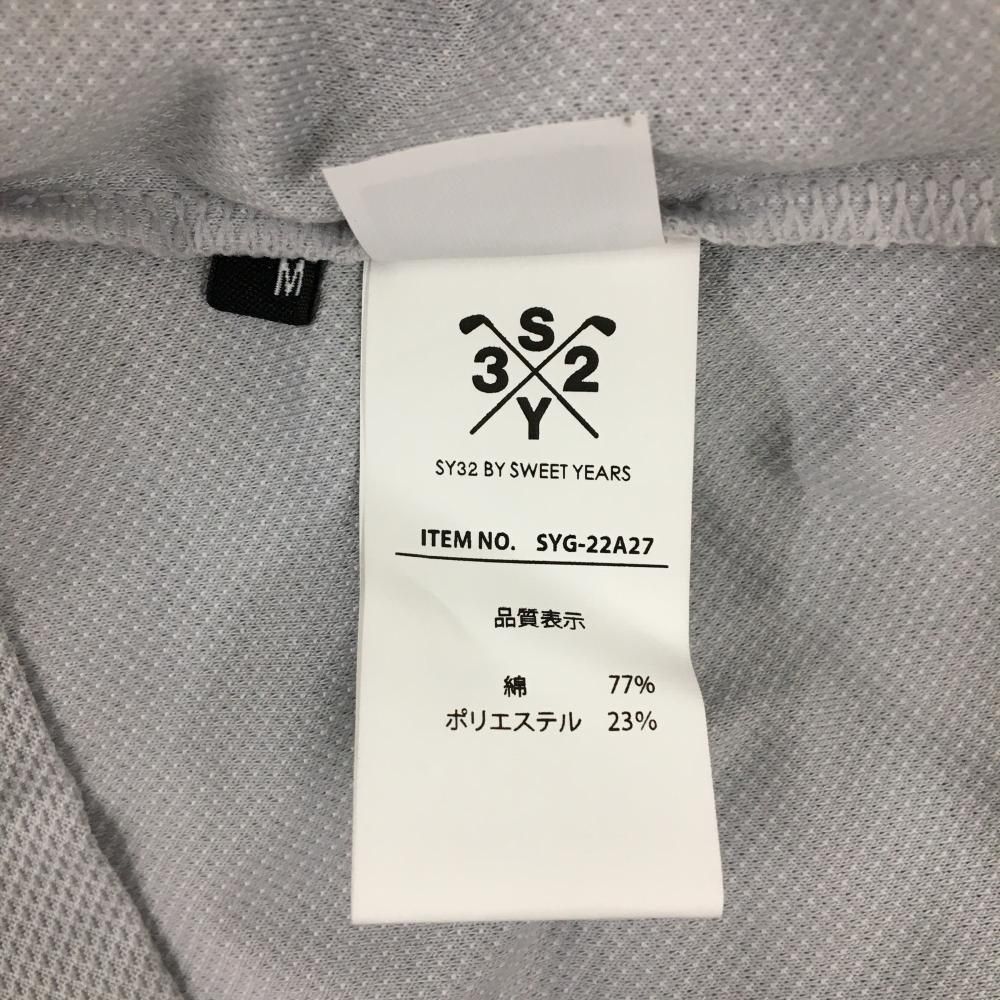 M
S
3 2
Y
SY32 BY SWEET YEARS
ITEM NO. SYG-22A27
品質表示
綿 77%
ポリエステル 23%